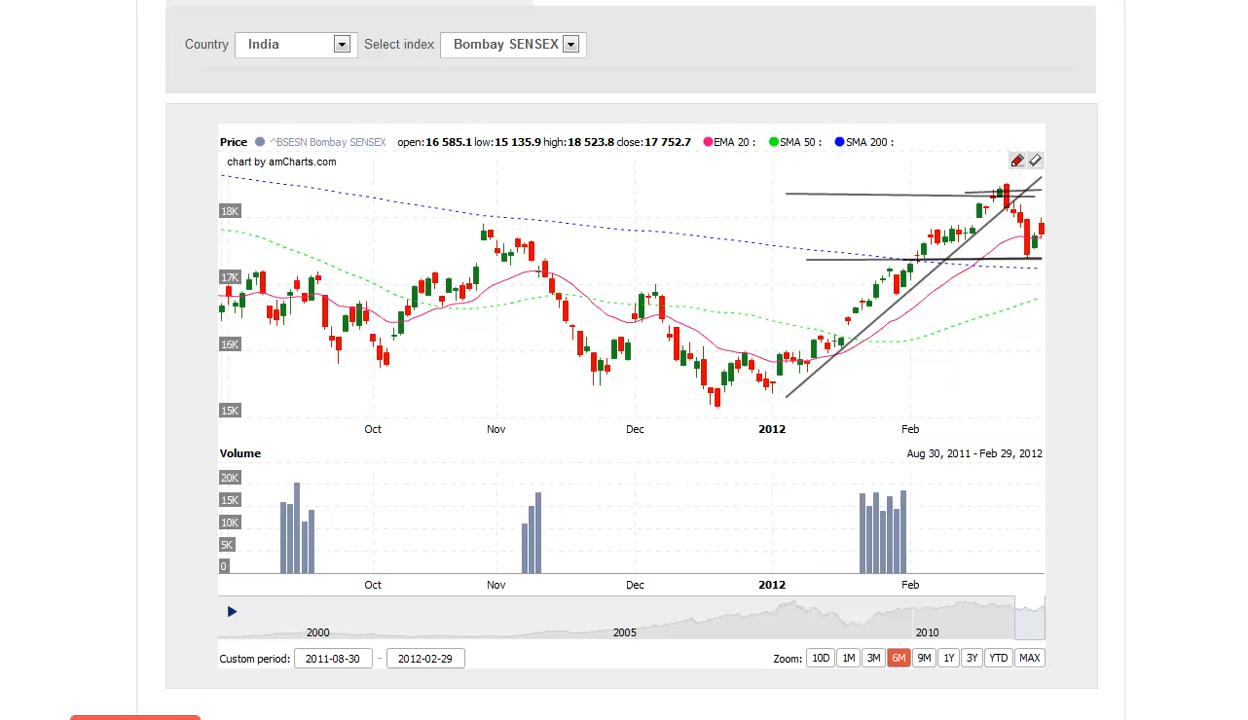 Country India Select index Bombay SENSEX
Price ^BSESN Bombay SENSEX open:16 585.1 low:15 135.9 high:18 523.8 close:17 752.7 EMA 20 : SMA 50 : SMA 200 :
chart by amCharts.com
18K
17K
16K
15K
Oct Nov Dec 2012 Feb
Volume Aug 30, 2011 - Feb 29, 2012
20K
15K
10K
5K
0
Oct Nov Dec 2012 Feb
2000 2005 2010
Custom period: 2011-08-30 - 2012-02-29 Zoom: 10D 1M 3M 6M 9M 1Y 3Y YTD MAX